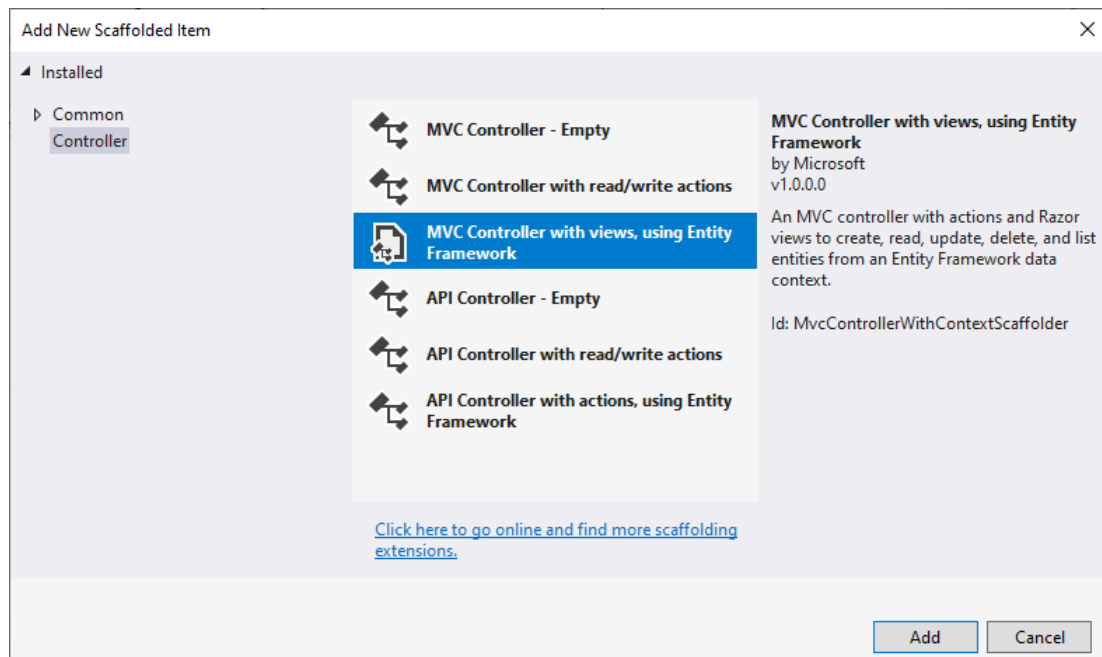 Add New Scaffolded Item
Installed
Common
Controller
MVC Controller - Empty
MVC Controller with read/write actions
MVC Controller with views, using Entity
Framework
API Controller - Empty
API Controller with read/write actions
API Controller with actions, using Entity
Framework
Click here to go online and find more scaffolding
extensions.
MVC Controller with views, using Entity
Framework
by Microsoft
v1.0.0.0
An MVC controller with actions and Razor
views to create, read, update, delete, and list
entities from an Entity Framework data
context.
Id: MvcControllerWithContextScaffolder
Add
Cancel